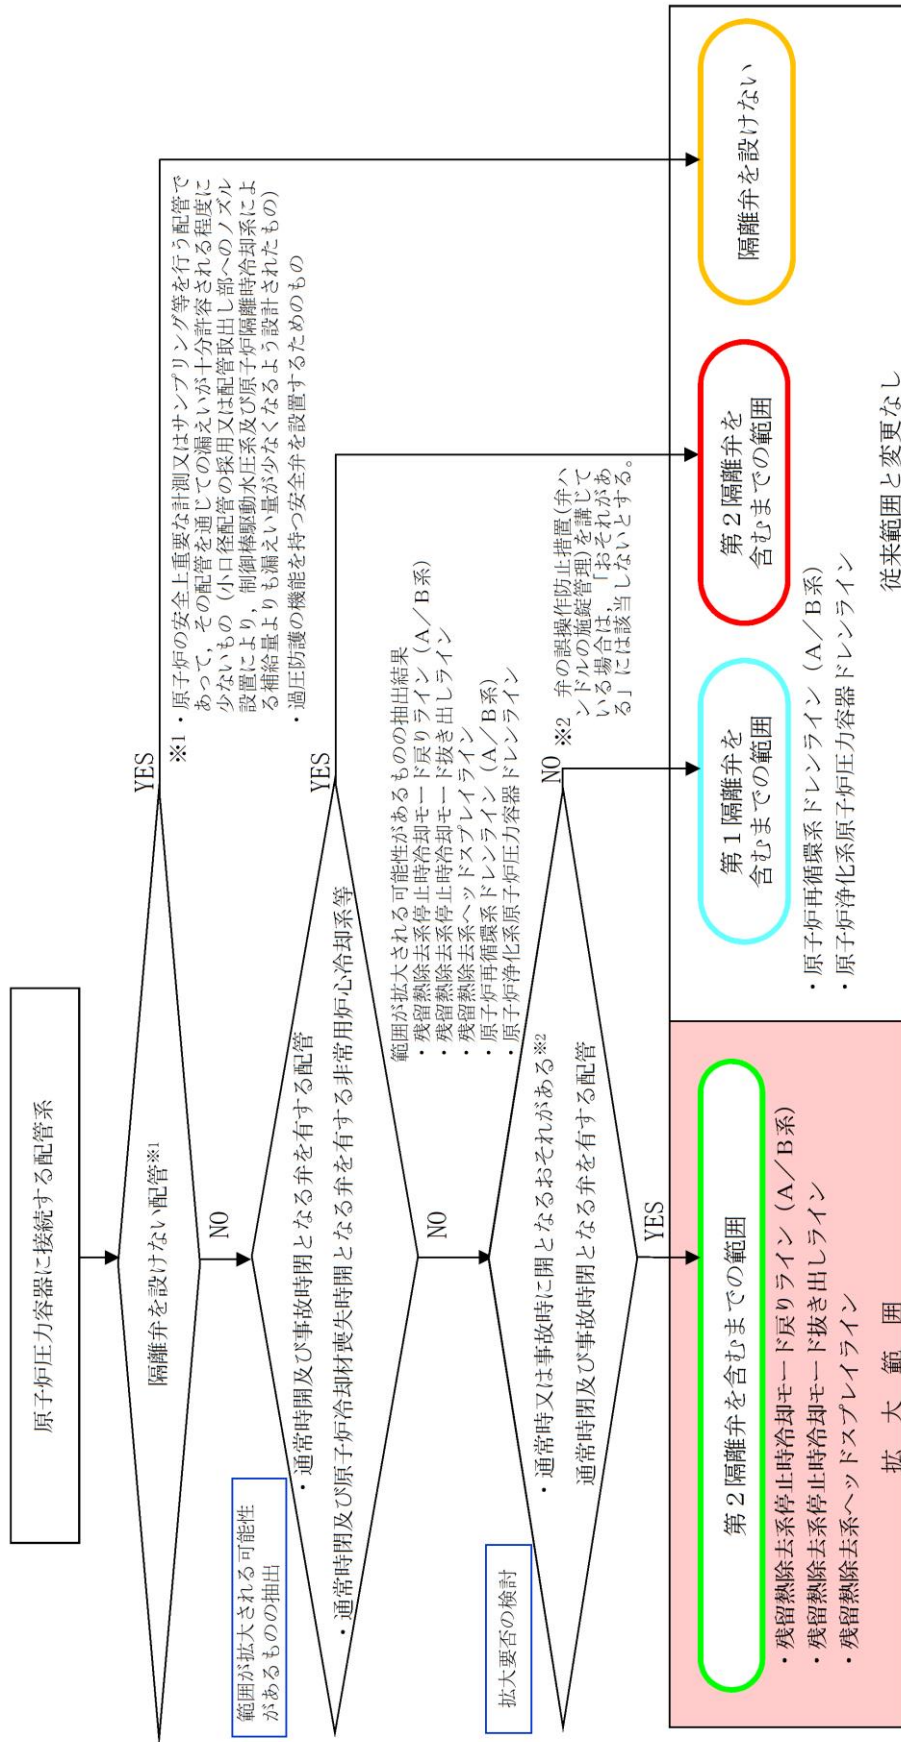 原子炉圧力容器に接続する配管系
隔離弁を設けない配管※1
YES
NO
※1 ・原子炉の安全上重要な計測又はサンプリング等を行う配管で
あって,その配管を通じての漏えいが十分許容される程度に
少ないもの(小口径配管の採用又は配管取出し部へのノズル
設置により,制御棒駆動水圧系及び原子炉隔離時冷却系によ
る補給量よりも漏えい量が少なくなるよう設計されたもの)
・過圧防護の機能を持つ安全弁を設置するためのもの
範囲が拡大される可能性
があるものの抽出
・通常時開及び事故時閉となる弁を有する配管
・通常時閉及び原子炉冷却材喪失時開となる弁を有する非常用炉心冷却系等
YES
NO
範囲が拡大される可能性があるものの抽出結果
・残留熱除去系停止時冷却モード戻りライン(A/B系)
・残留熱除去系停止時冷却モード抜き出しライン
・残留熱除去系ヘッドスプレイライン
・原子炉再循環系ドレンライン(A/B系)
・原子炉浄化系原子炉圧力容器ドレンライン
拡大要否の検討
・通常時又は事故時に開となるおそれがある※2
通常時閉及び事故時閉となる弁を有する配管
NO
YES
※2 弁の誤操作防止措置(弁ハ
ンドルの施錠管理)を講じて
いる場合は,「おそれがあ
る」には該当しないとする。
第2隔離弁を含むまでの範囲
・残留熱除去系停止時冷却モード戻りライン(A/B系)
・残留熱除去系停止時冷却モード抜き出しライン
・残留熱除去系ヘッドスプレイライン
拡大範囲
第1隔離弁を
含むまでの範囲
・原子炉再循環系ドレンライン(A/B系)
・原子炉浄化系原子炉圧力容器ドレンライン
第2隔離弁を
含むまでの範囲
隔離弁を設けない
従来範囲と変更なし